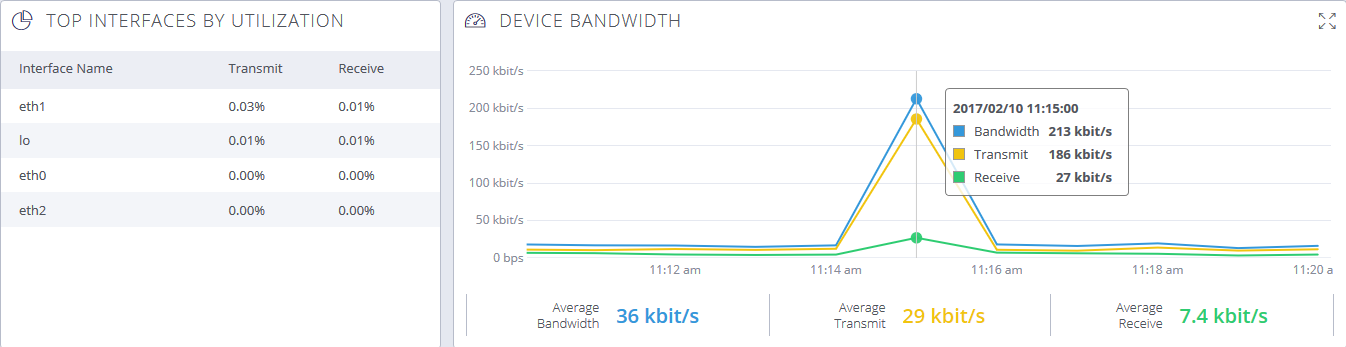 TOP INTERFACES BY UTILIZATION
Interface Name Transmit Receive
eth1 0.03% 0.01%
lo 0.01% 0.01%
eth0 0.00% 0.00%
eth2 0.00% 0.00%
DEVICE BANDWIDTH
250 kbit/s
200 kbit/s
150 kbit/s
100 kbit/s
50 kbit/s
0 bps
2017/02/10 11:15:00
Bandwidth 213 kbit/s
Transmit 186 kbit/s
Receive 27 kbit/s
11:12 am 11:14 am 11:16 am 11:18 am 11:20 a
Average Bandwidth 36 kbit/s
Average Transmit 29 kbit/s
Average Receive 7.4 kbit/s